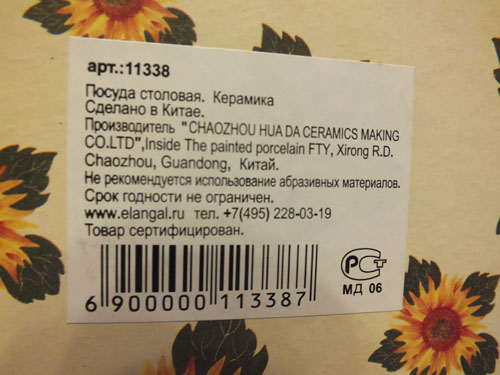 арт.:11338
Посуда столовая. Керамика
Сделано в Китае.
Производитель "CHAOZHOU HUA DA CERAMICS MAKING
CO.LTD",Inside The painted porcelain FTY, Xirong R.D.
Chaozhou, Guandong, Китай.
Не рекомендуется использование абразивных материалов.
Срок годности не ограничен.
www.elangal.ru тел. +7(495) 228-03-19
Товар сертифицирован.
6 900000 113387
РСТ
МД 06